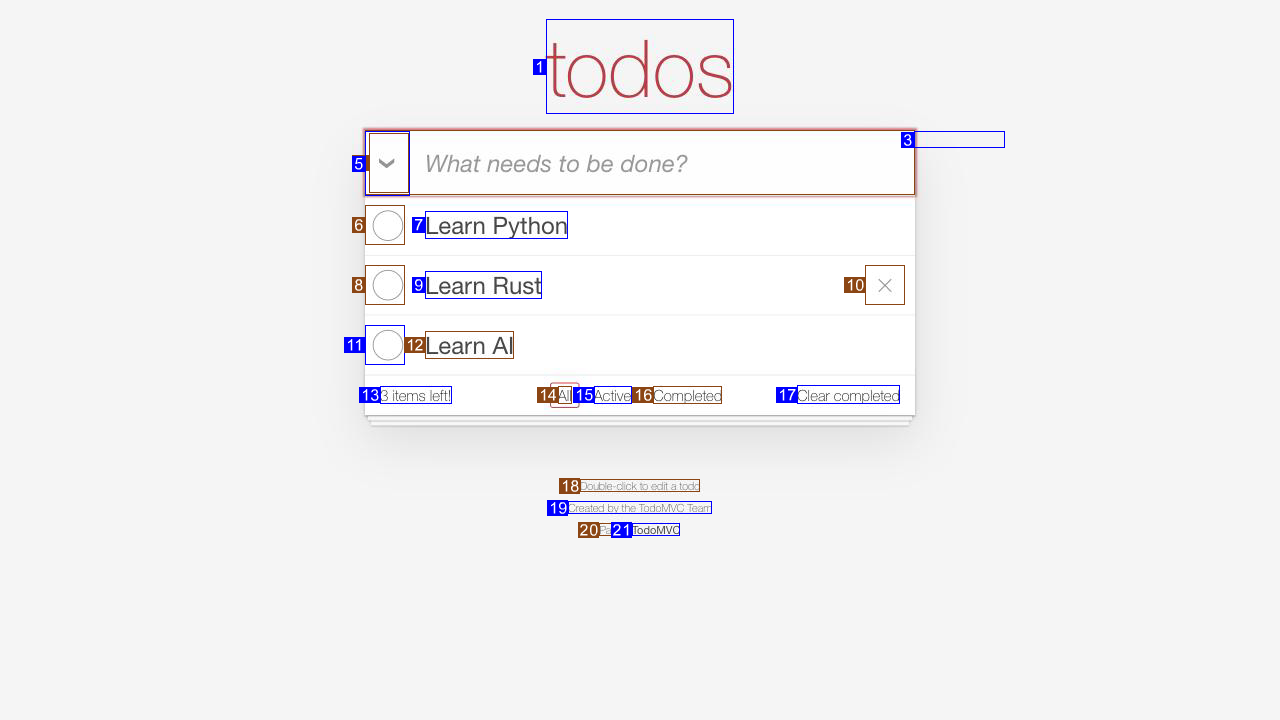 1
todos
3
5
What needs to be done?
6
7
Learn Python
8
9
Learn Rust
10
11
12
Learn AI
13
3 items left!
14
All
15
Active
16
Completed
17
Clear completed
18
Double-click to edit a todo
19
Created by the TodoMVC Team
20
Pa
21
TodoMVC